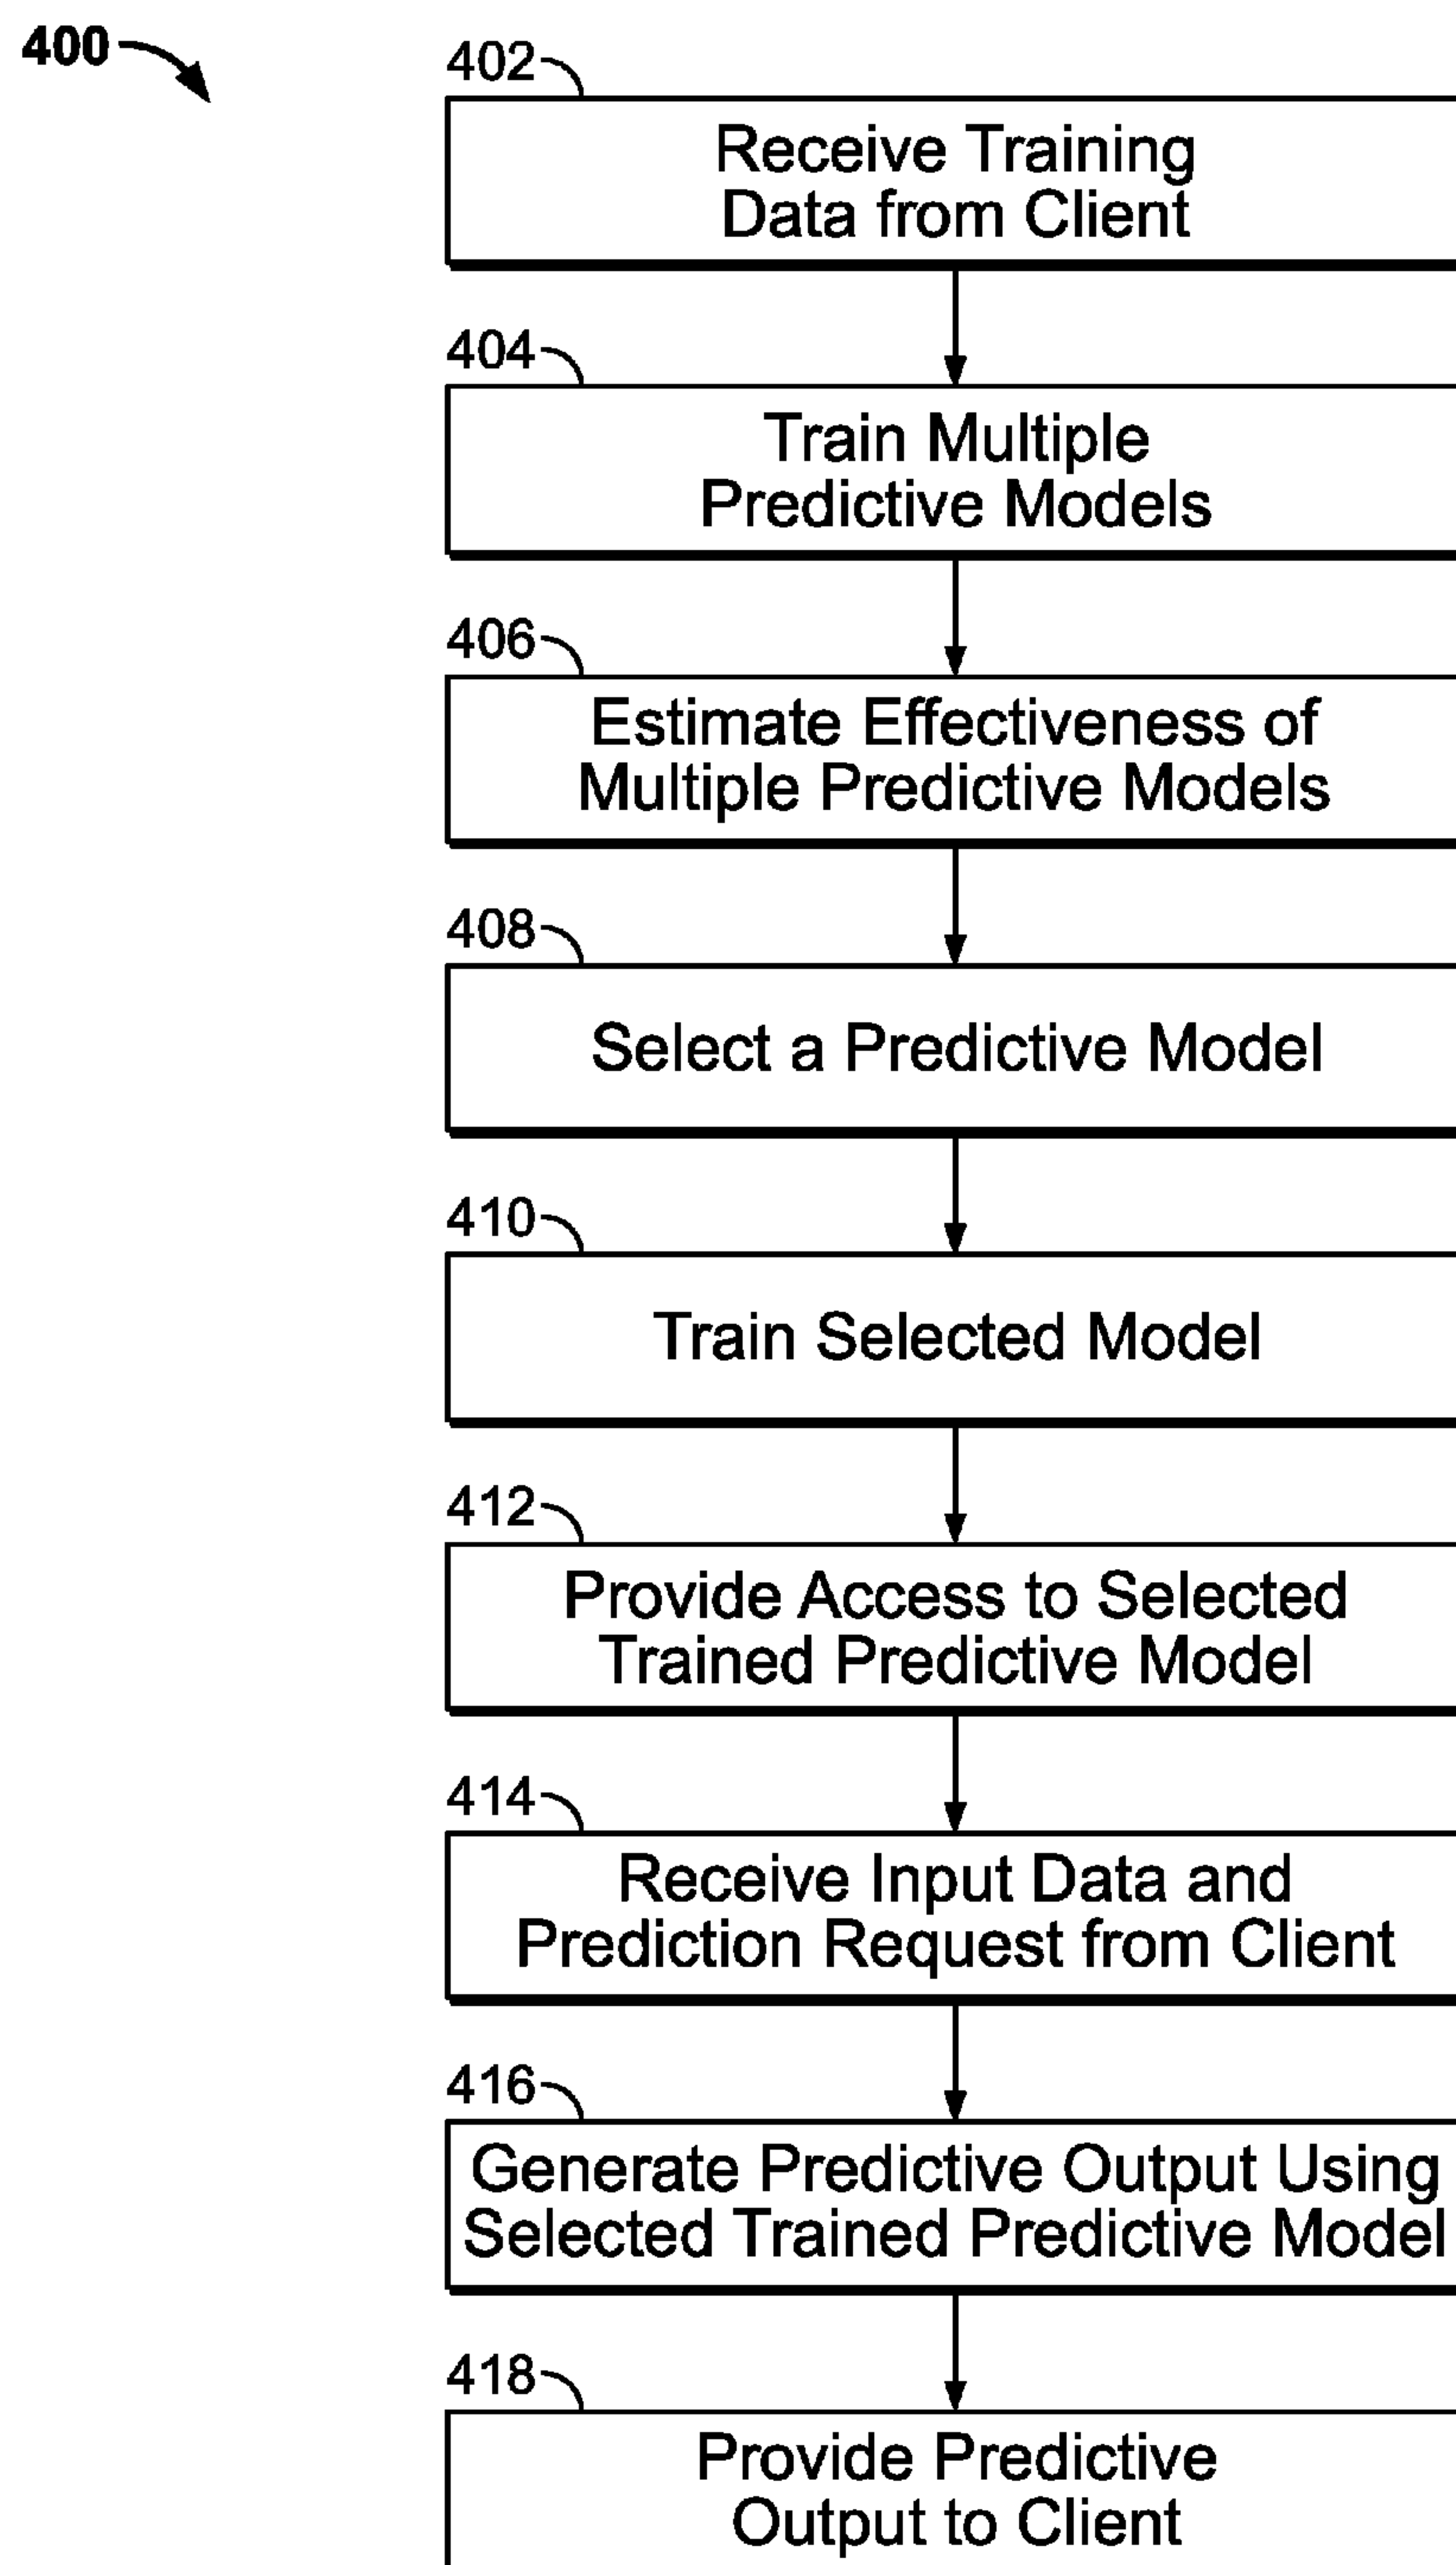 400
402
Receive Training
Data from Client
404
Train Multiple
Predictive Models
406
Estimate Effectiveness of
Multiple Predictive Models
408
Select a Predictive Model
410
Train Selected Model
412
Provide Access to Selected
Trained Predictive Model
414
Receive Input Data and
Prediction Request from Client
416
Generate Predictive Output Using
Selected Trained Predictive Model
418
Provide Predictive
Output to Client